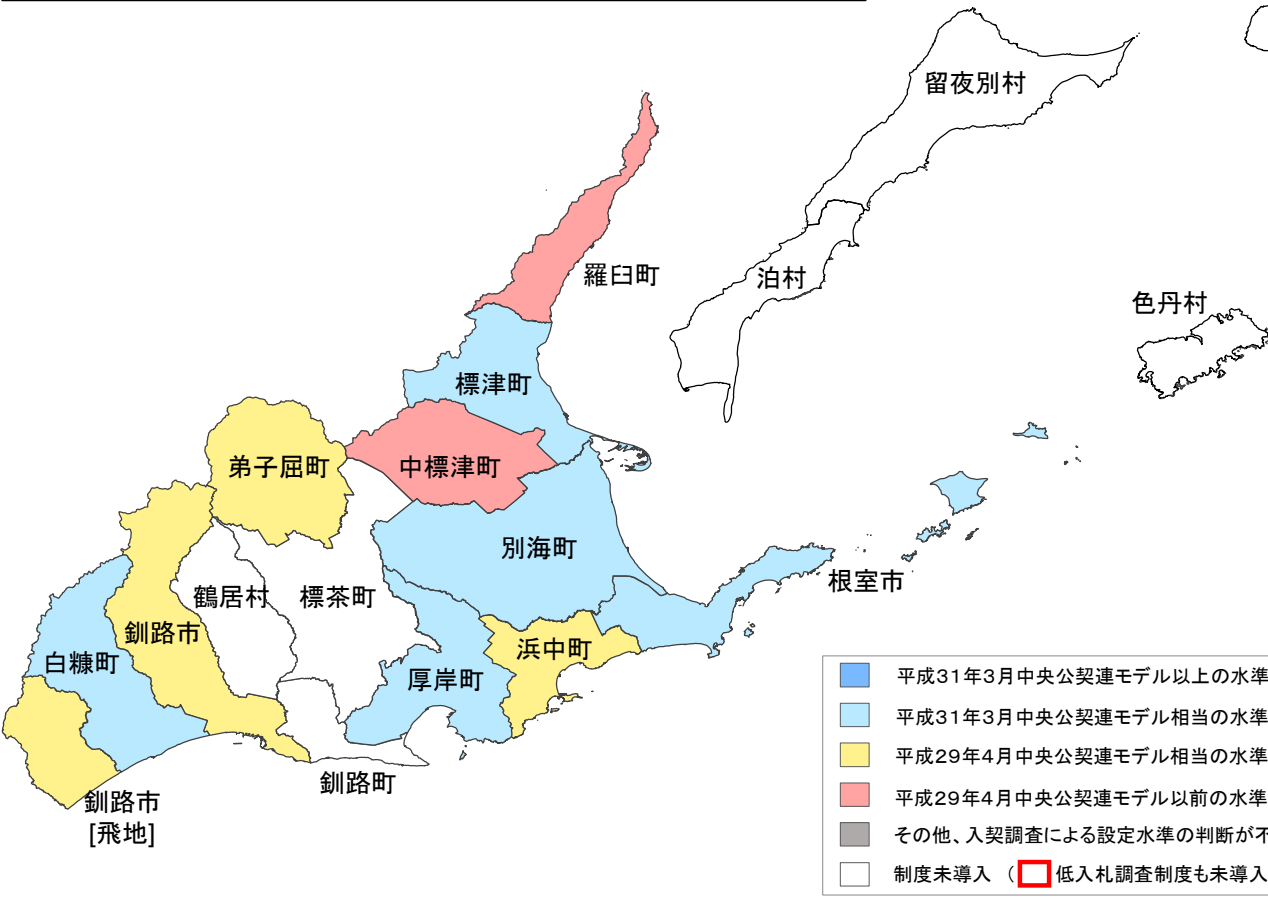 留夜別村
羅臼町
泊村
色丹村
標津町
弟子屈町
中標津町
別海町
根室市
鶴居村
標茶町
釧路市
浜中町
白糠町
厚岸町
釧路町
釧路市
[飛地]
平成31年3月中央公契連モデル以上の水準
平成31年3月中央公契連モデル相当の水準
平成29年4月中央公契連モデル相当の水準
平成29年4月中央公契連モデル以前の水準
その他、入契調査による設定水準の判断が不
制度未導入 ( 低入札調査制度も未導入